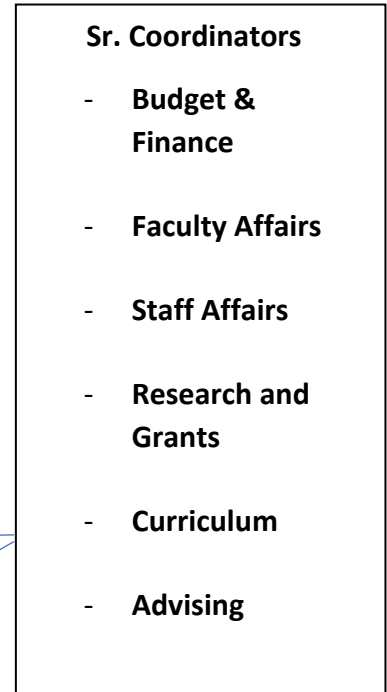 Sr. Coordinators
- Budget &
Finance
- Faculty Affairs
- Staff Affairs
- Research and
Grants
- Curriculum
- Advising